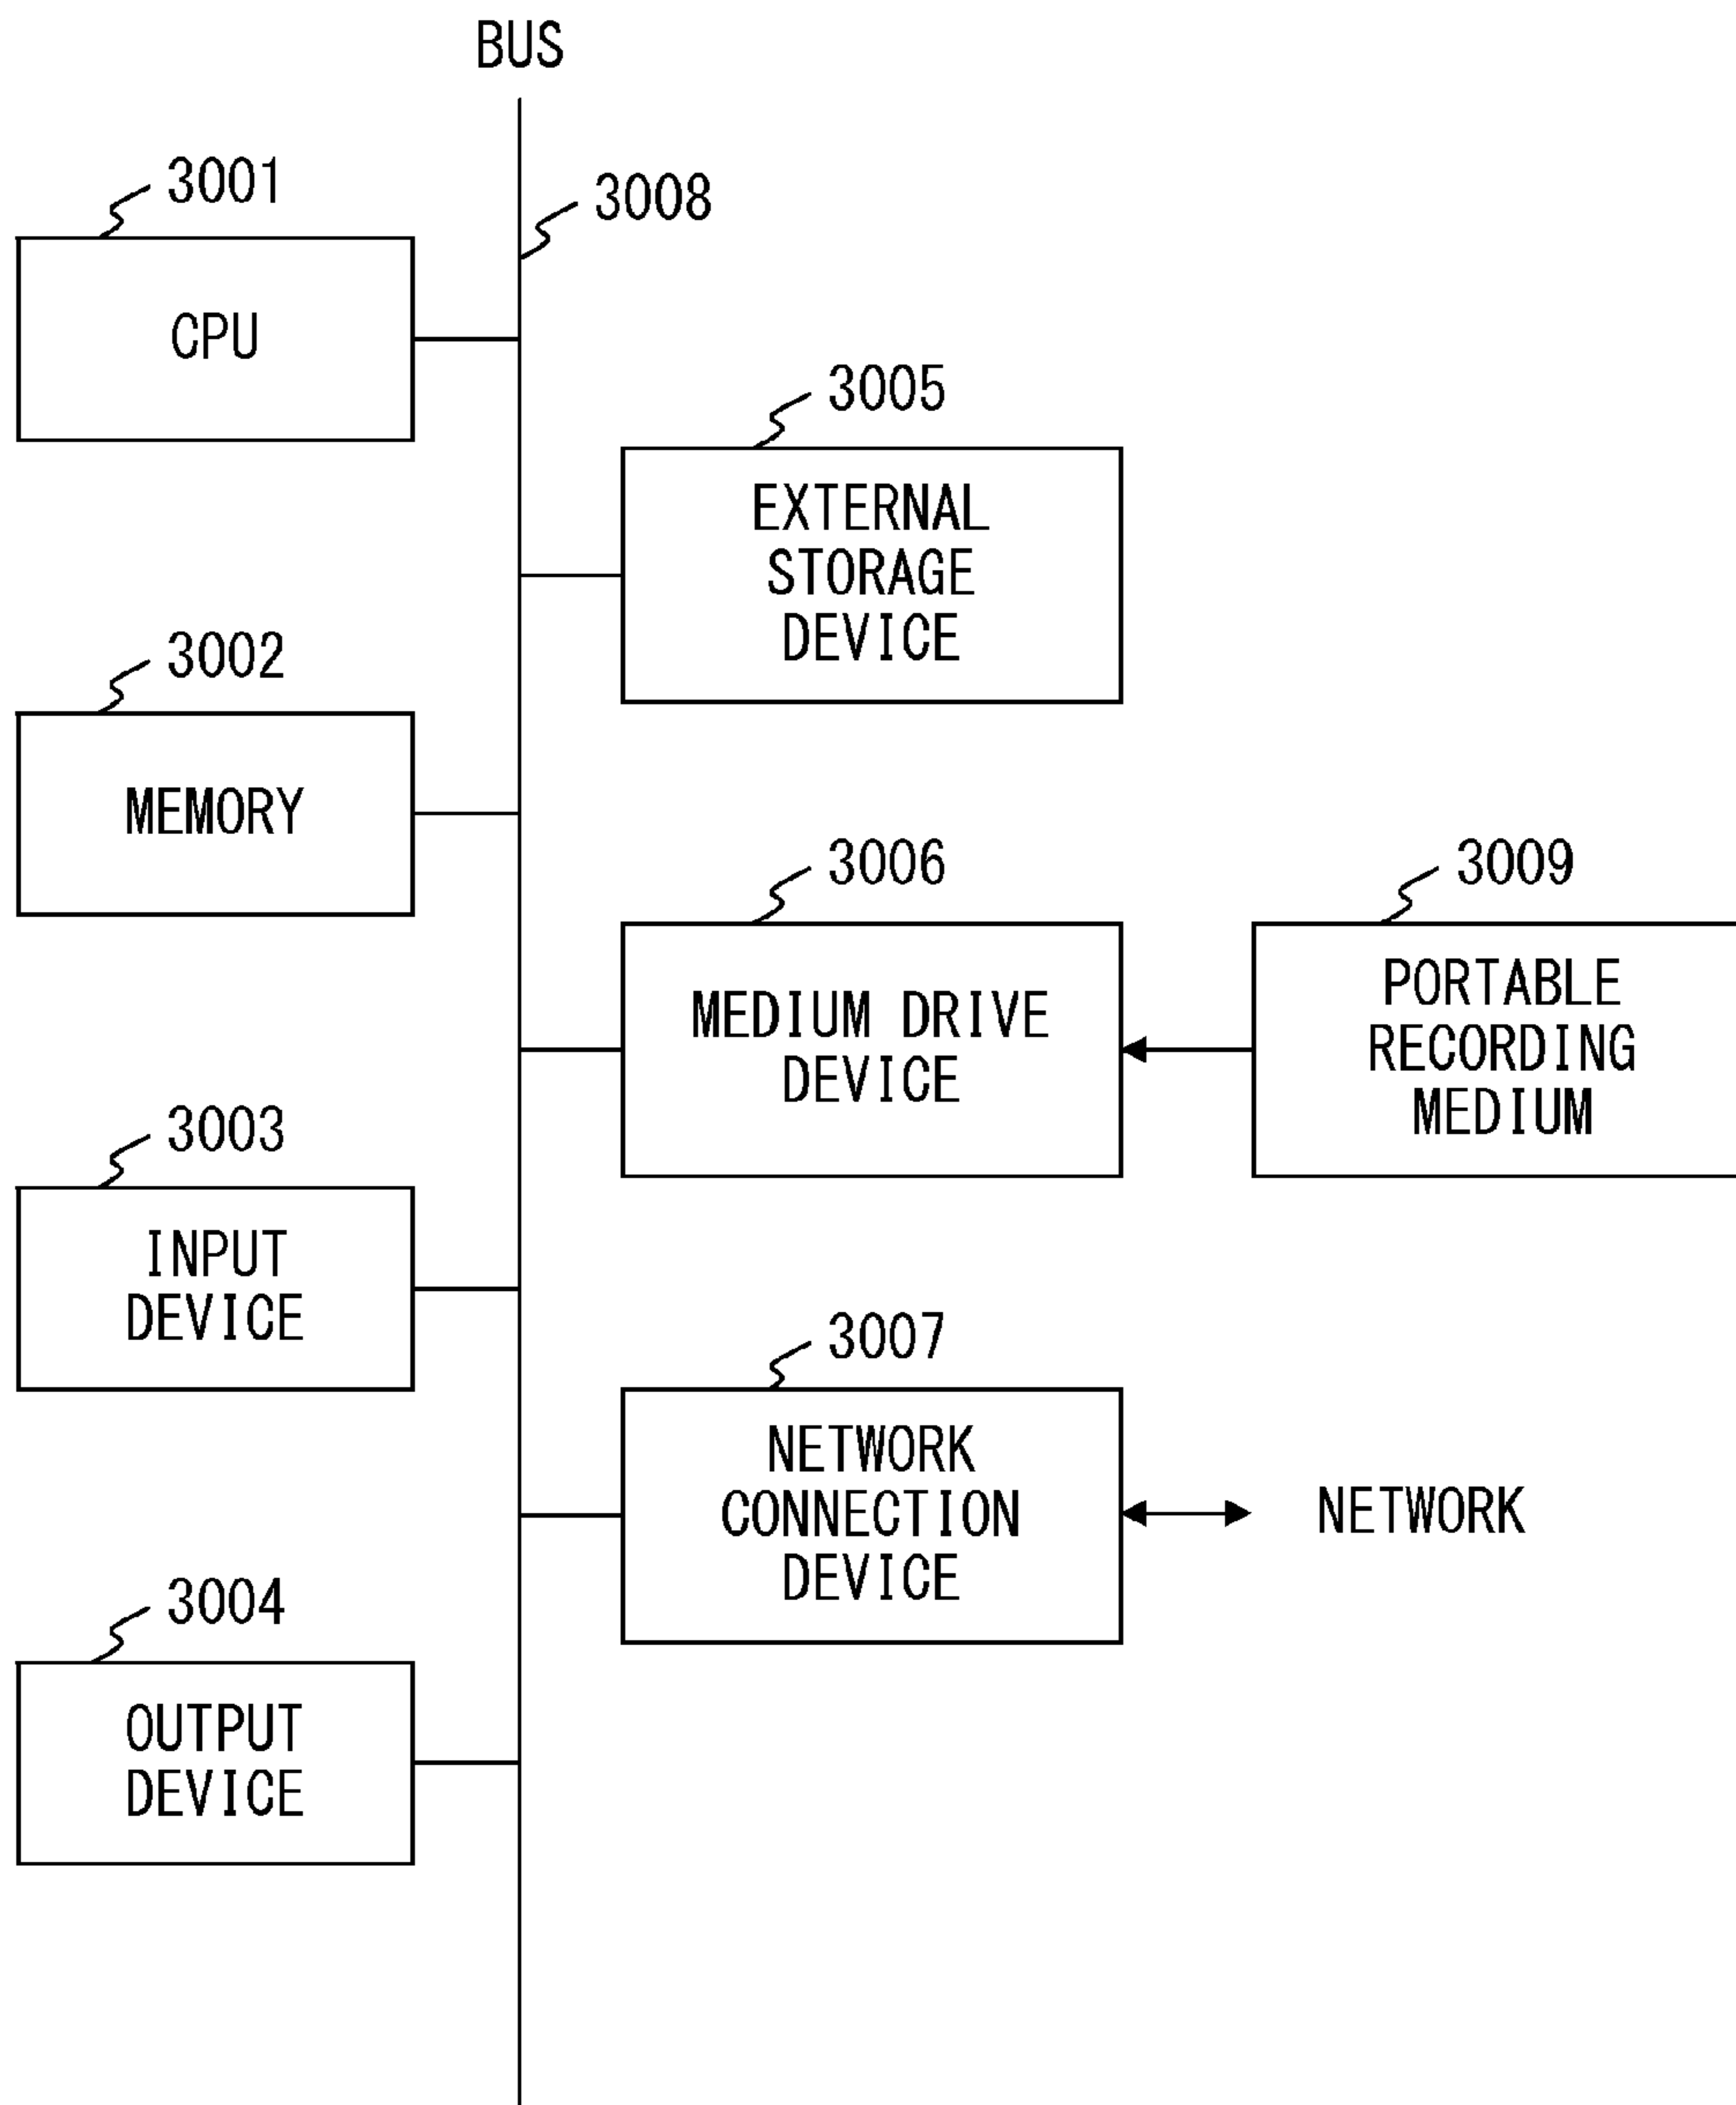 BUS
3001
3008
CPU
3005
EXTERNAL
STORAGE
DEVICE
3002
MEMORY
3006
3009
MEDIUM DRIVE
DEVICE
PORTABLE
RECORDING
MEDIUM
3003
INPUT
DEVICE
3007
NETWORK
CONNECTION
DEVICE
NETWORK
3004
OUTPUT
DEVICE